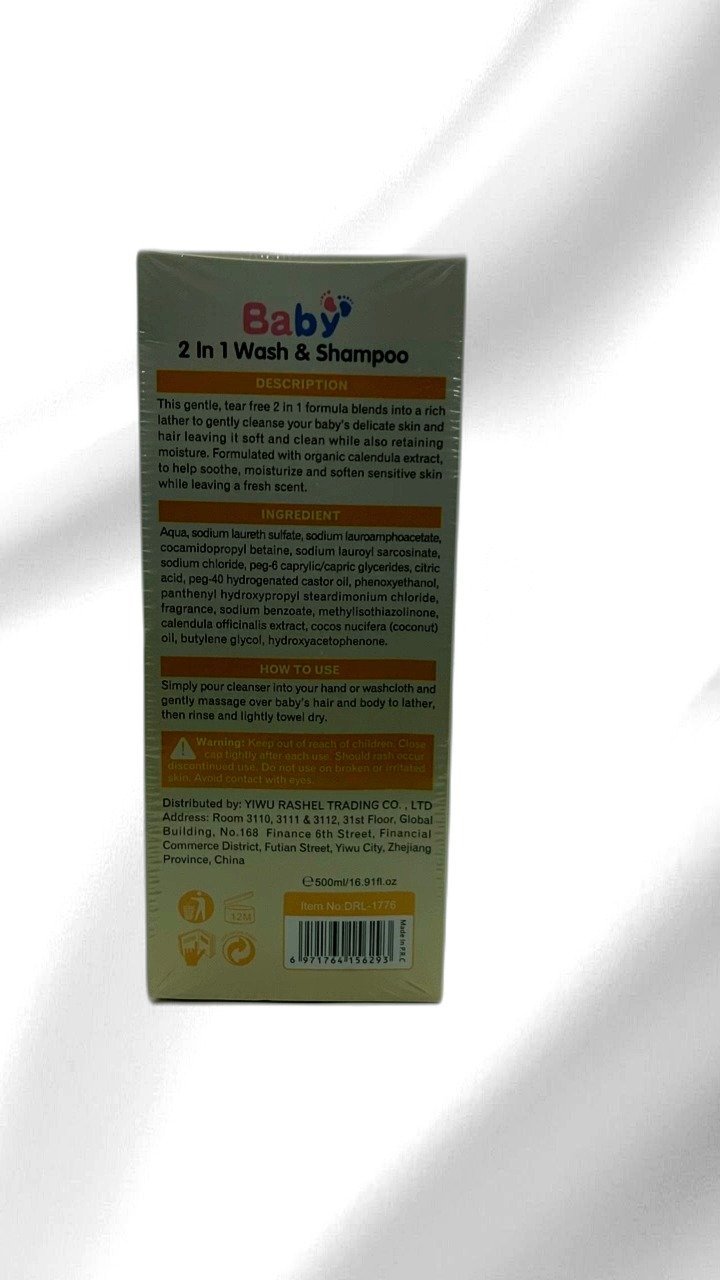 Baby
2 In 1 Wash & Shampoo
DESCRIPTION
This gentle, tear free 2 in 1 formula blends into a rich
lather to gently cleanse your baby's delicate skin and
hair leaving it soft and clean while also retaining
moisture. Formulated with organic calendula extract,
to help soothe, moisturize and soften sensitive skin
while leaving a fresh scent.
INGREDIENT
Aqua, sodium laureth sulfate, sodium lauroamphoacetate,
cocamidopropyl betaine, sodium lauroyl sarcosinate,
sodium chloride, peg-6 caprylic/capric glycerides, citric
acid, peg-40 hydrogenated castor oil, phenoxyethanol,
panthenyl hydroxypropyl steardimonium chloride,
fragrance, sodium benzoate, methylisothiazolinone,
calendula officinalis extract, cocos nucifera (coconut)
oil, butylene glycol, hydroxyacetophenone.
HOW TO USE
Simply pour cleanser into your hand or washcloth and
gently massage over baby's hair and body to lather,
then rinse and lightly towel dry.
Warning: Keep out of reach of children. Close
cap tightly after each use. Should rash occur
discontinued use. Do not use on broken or irritated
skin. Avoid contact with eyes.
Distributed by: YIWU RASHEL TRADING CO. , LTD
Address: Room 3110, 3111 & 3112, 31st Floor, Global
Building, No.168 Finance 6th Street, Financial
Commerce District, Futian Street, Yiwu City, Zhejiang
Province, China
℮500ml/16.91fl.oz
12M
Item No.DRL-1776
Made in P.R.C
6 971764 156293